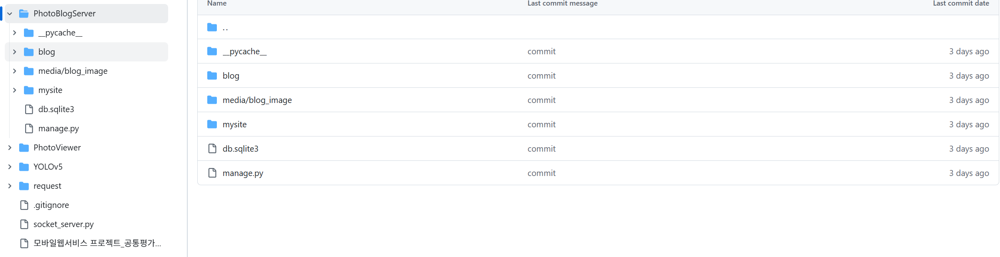 PhotoBlogServer
__pycache__
blog
media/blog_image
mysite
db.sqlite3
manage.py
PhotoViewer
YOLOv5
request
.gitignore
socket_server.py
모바일웹서비스 프로젝트_공통평가...
Name Last commit message Last commit date
..
__pycache__ commit 3 days ago
blog commit 3 days ago
media/blog_image commit 3 days ago
mysite commit 3 days ago
db.sqlite3 commit 3 days ago
manage.py commit 3 days ago